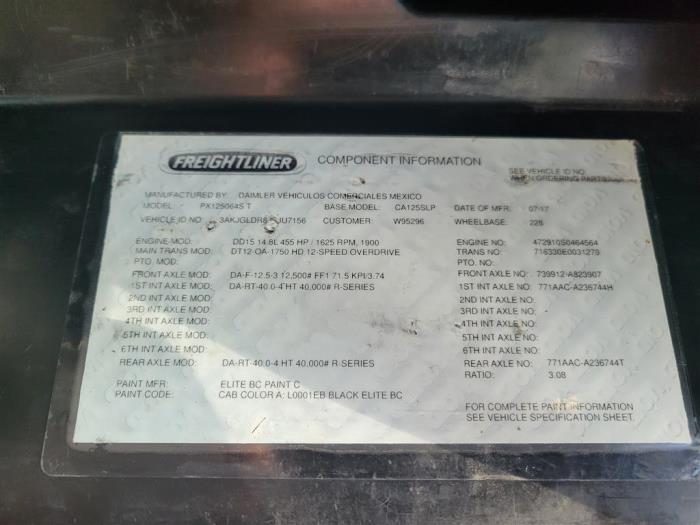 FREIGHTLINER COMPONENT INFORMATION
SEE VEHICLE ID NO.
WHEN ORDERING PARTS
MANUFACTURED BY: DAIMLER VEHICULOS COMERCIALES MEXICO
MODEL: PX125064S T BASE MODEL: CA125SLP DATE OF MFR: 07-17
VEHICLE ID NO: CUSTOMER: W95296 WHEELBASE: 228
ENGINE MOD: DD15 14.8L 455 HP / 1625 RPM, 1900 ENGINE NO: 472910S0464564
MAIN TRANS MOD: DT12-OA-1750 HD 12-SPEED OVERDRIVE TRANS NO: 716330E0031279
PTO. MOD: PTO. NO:
FRONT AXLE MOD: DA-F-12.5-3 12,500# FF1 71.5 KPI/3.74 FRONT AXLE NO: 739912-A823907
1ST INT AXLE MOD: DA-RT-40.0-4 HT 40,000# R-SERIES 1ST INT AXLE NO: 771AAC-A236744H
2ND INT AXLE MOD: 2ND INT AXLE NO:
3RD INT AXLE MOD: 3RD INT AXLE NO:
4TH INT AXLE MOD: 4TH INT AXLE NO:
5TH INT AXLE MOD: 5TH INT AXLE NO:
6TH INT AXLE MOD: 6TH INT AXLE NO:
REAR AXLE MOD: DA-RT-40.0-4 HT 40,000# R-SERIES REAR AXLE NO: 771AAC-A236744T
RATIO: 3.08
PAINT MFR: ELITE BC PAINT C
PAINT CODE: CAB COLOR A: L0001EB BLACK ELITE BC
FOR COMPLETE PAINT INFORMATION
SEE VEHICLE SPECIFICATION SHEET.